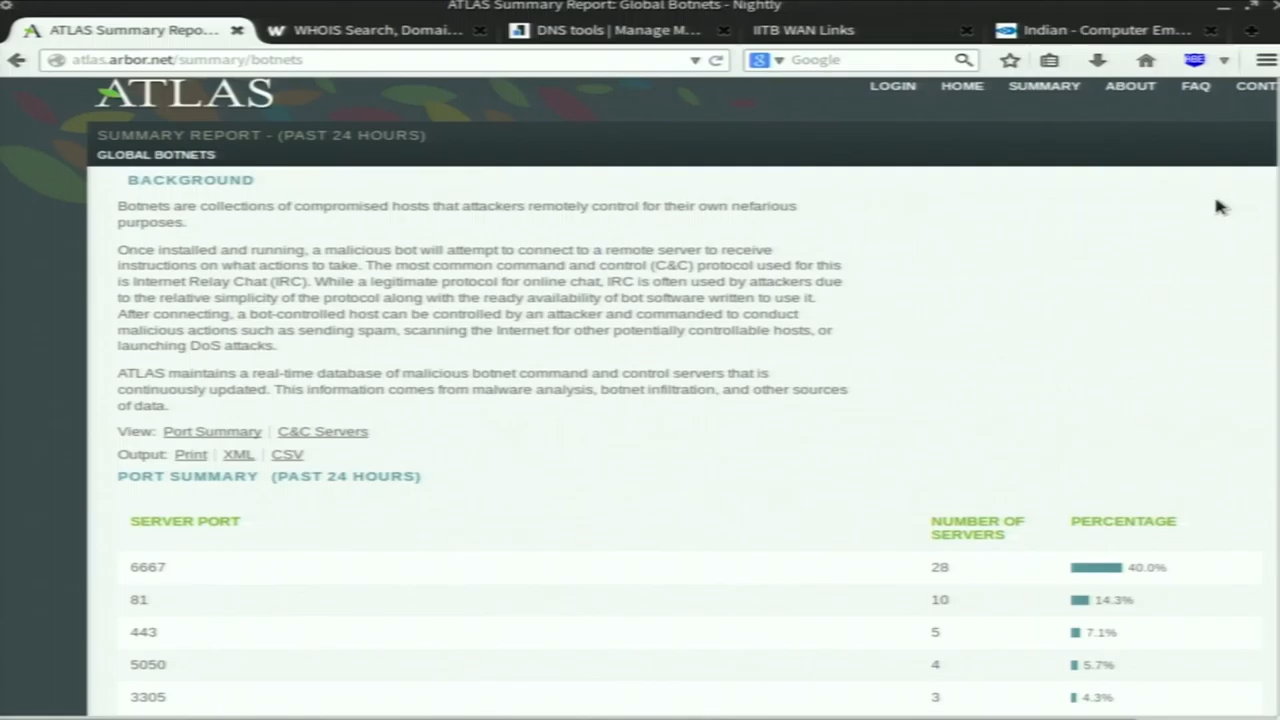 ATLAS Summary Report: Global Botnets - Nightly
ATLAS Summary Repo...
WHOIS Search, Domai...
DNS tools | Manage M...
IITB WAN Links
Indian - Computer Em...
atlas.arbor.net/summary/botnets
Google
ATLAS
LOGIN HOME SUMMARY ABOUT FAQ CONT
SUMMARY REPORT - (PAST 24 HOURS)
GLOBAL BOTNETS
BACKGROUND
Botnets are collections of compromised hosts that attackers remotely control for their own nefarious
purposes.
Once installed and running, a malicious bot will attempt to connect to a remote server to receive
instructions on what actions to take. The most common command and control (C&C) protocol used for this
is Internet Relay Chat (IRC). While a legitimate protocol for online chat, IRC is often used by attackers due
to the relative simplicity of the protocol along with the ready availability of bot software written to use it.
After connecting, a bot-controlled host can be controlled by an attacker and commanded to conduct
malicious actions such as sending spam, scanning the Internet for other potentially controllable hosts, or
launching DoS attacks.
ATLAS maintains a real-time database of malicious botnet command and control servers that is
continuously updated. This information comes from malware analysis, botnet infiltration, and other sources
of data.
View: Port Summary | C&C Servers
Output: Print | XML | CSV
PORT SUMMARY (PAST 24 HOURS)
SERVER PORT NUMBER OF SERVERS PERCENTAGE
6667 28 40.0%
81 10 14.3%
443 5 7.1%
5050 4 5.7%
3305 3 4.3%